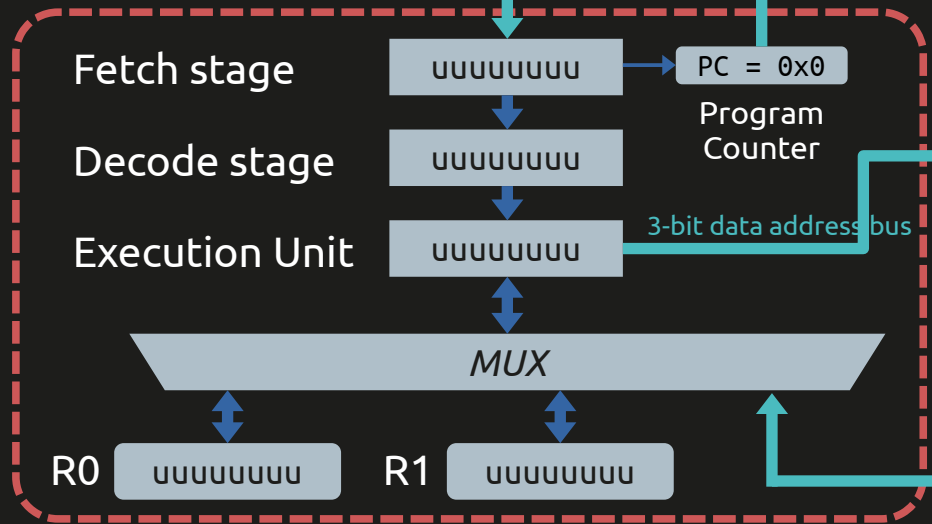 Fetch stage
uuuuuuuu
PC = 0x0
Program
Counter
Decode stage
uuuuuuuu
3-bit data address bus
Execution Unit
uuuuuuuu
MUX
R0
uuuuuuuu
R1
uuuuuuuu